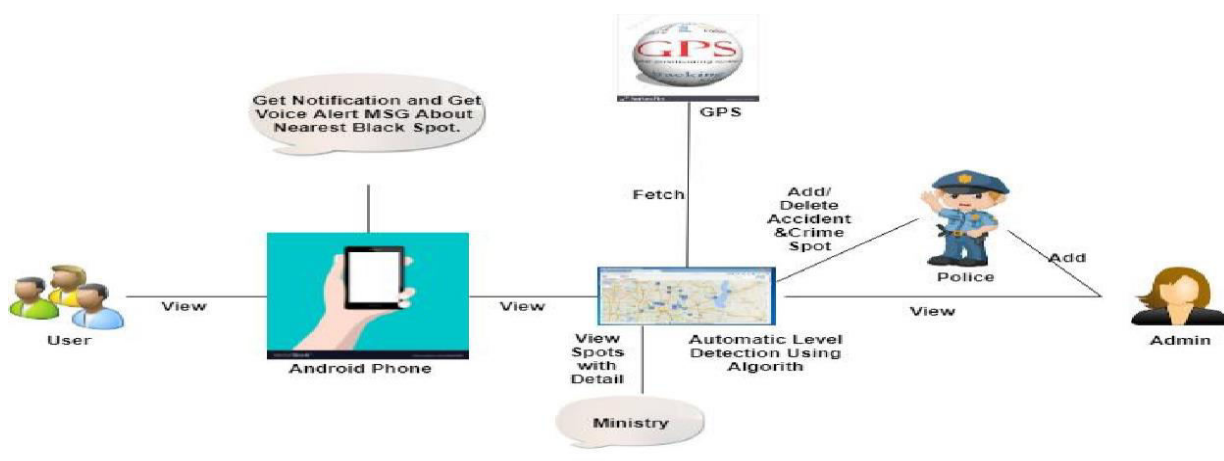 GPS
Tracking
GPS
Get Notification and Get
Voice Alert MSG About
Nearest Black Spot.
Fetch
Add/
Delete
Accident
&Crime
Spot
Police
Add
View
View
View
User
Android Phone
View
Spots
with
Detail
Automatic Level
Detection Using
Algorith
Admin
Ministry